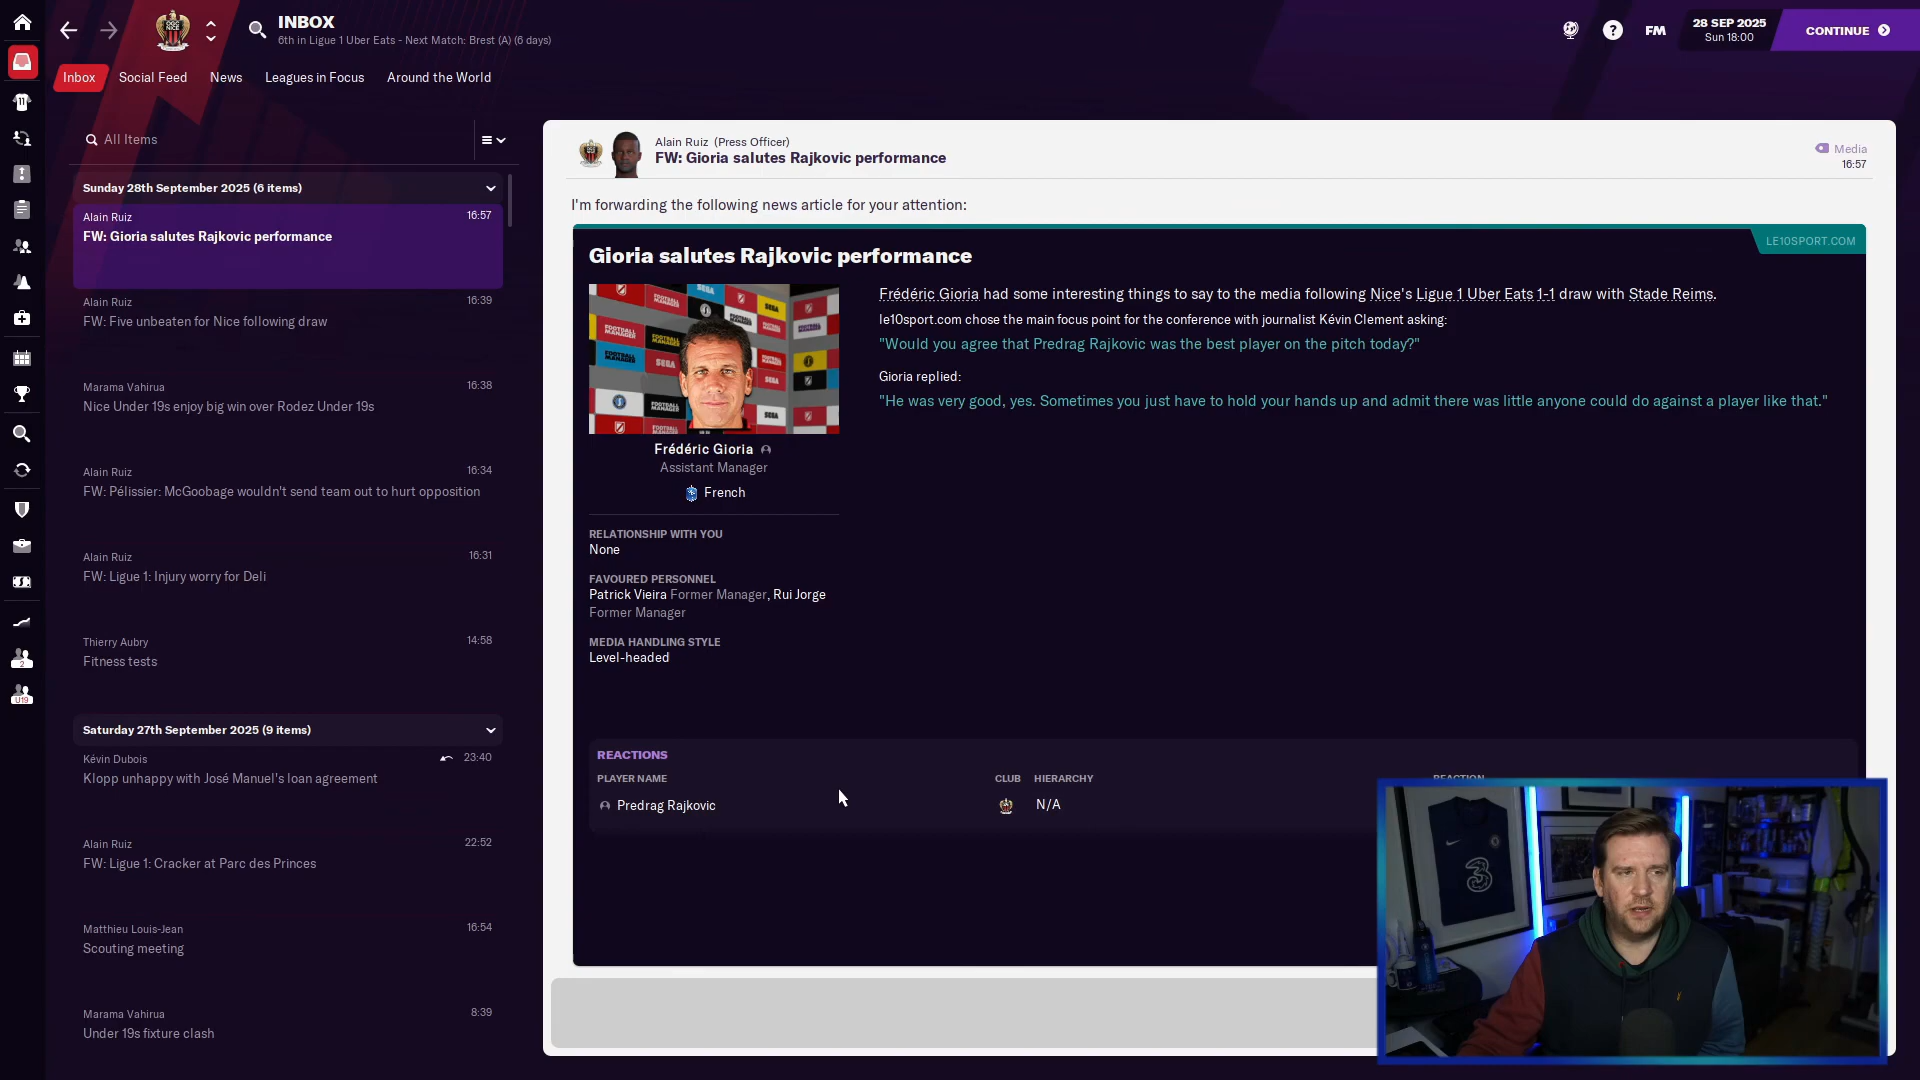 INBOX
6th in Ligue 1 Uber Eats - Next Match: Brest (A) (6 days)
FM
28 SEP 2025
Sun 18:00
CONTINUE
Inbox
Social Feed
News
Leagues in Focus
Around the World
All Items
Sunday 28th September 2025 (6 items)
Alain Ruiz 16:57
FW: Gioria salutes Rajkovic performance
Alain Ruiz 16:39
FW: Five unbeaten for Nice following draw
Marama Vahirua 16:38
Nice Under 19s enjoy big win over Rodez Under 19s
Alain Ruiz 16:34
FW: Pélissier: McGoobage wouldn't send team out to hurt opposition
Alain Ruiz 16:31
FW: Ligue 1: Injury worry for Deli
Thierry Aubry 14:58
Fitness tests
Saturday 27th September 2025 (9 items)
Kévin Dubois 23:40
Klopp unhappy with José Manuel's loan agreement
Alain Ruiz 22:52
FW: Ligue 1: Cracker at Parc des Princes
Matthieu Louis-Jean 16:54
Scouting meeting
Marama Vahirua 8:39
Under 19s fixture clash
2
U19
Alain Ruiz (Press Officer)
FW: Gioria salutes Rajkovic performance
Media
16:57
I'm forwarding the following news article for your attention:
LE10SPORT.COM
Gioria salutes Rajkovic performance
Frédéric Gioria had some interesting things to say to the media following Nice's Ligue 1 Uber Eats 1-1 draw with Stade Reims.
le10sport.com chose the main focus point for the conference with journalist Kévin Clement asking:
"Would you agree that Predrag Rajkovic was the best player on the pitch today?"
Gioria replied:
"He was very good, yes. Sometimes you just have to hold your hands up and admit there was little anyone could do against a player like that."
Frédéric Gioria
Assistant Manager
French
RELATIONSHIP WITH YOU
None
FAVOURED PERSONNEL
Patrick Vieira Former Manager, Rui Jorge
Former Manager
MEDIA HANDLING STYLE
Level-headed
REACTIONS
PLAYER NAME CLUB HIERARCHY REACTION
Predrag Rajkovic N/A
3